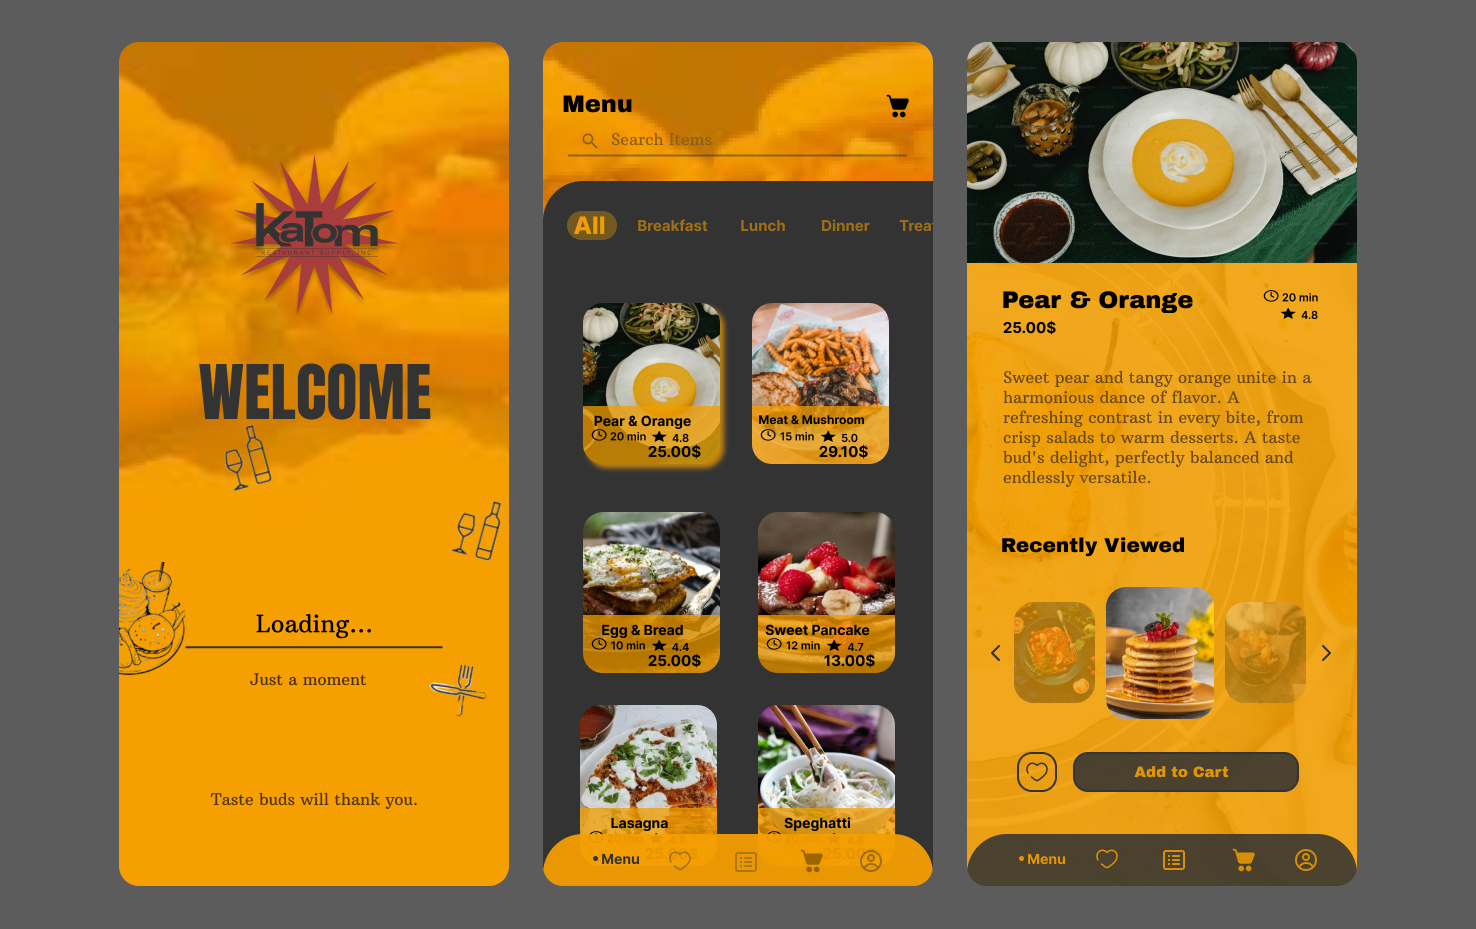 KaTom
RESTAURANT SUPPLY, INC.
WELCOME
Loading...
Just a moment
Taste buds will thank you.
Menu
Search Items
All Breakfast Lunch Dinner Trea
Pear & Orange
20 min 4.8
25.00$
Meat & Mushroom
15 min 5.0
29.10$
Egg & Bread
10 min 4.4
25.00$
Sweet Pancake
12 min 4.7
13.00$
Lasagna
Speghatti
• Menu
Pear & Orange
20 min
4.8
25.00$
Sweet pear and tangy orange unite in a
harmonious dance of flavor. A
refreshing contrast in every bite, from
crisp salads to warm desserts. A taste
bud's delight, perfectly balanced and
endlessly versatile.
Recently Viewed
Add to Cart
• Menu